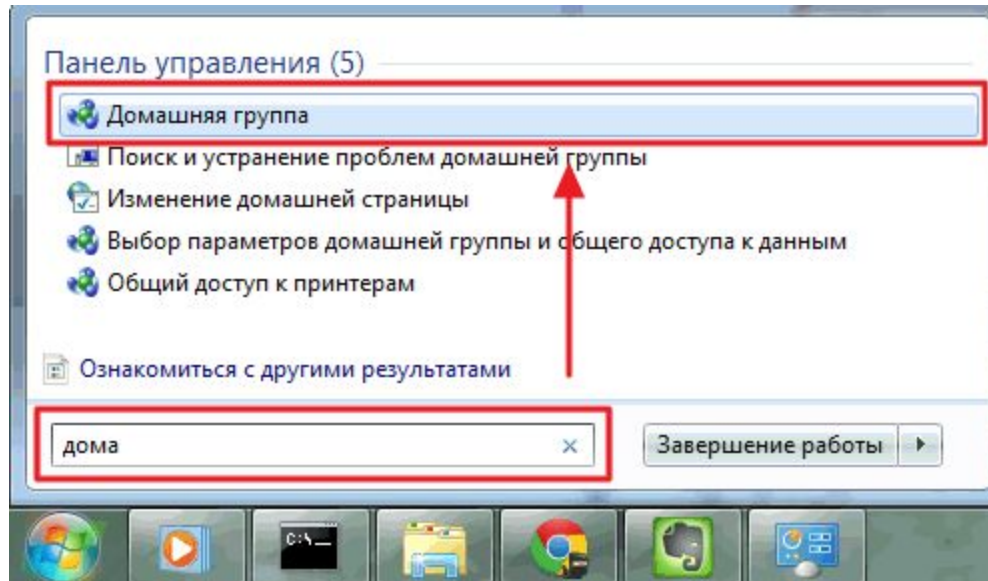 Панель управления (5)
Домашняя группа
Поиск и устранение проблем домашней группы
Изменение домашней страницы
Выбор параметров домашней группы и общего доступа к данным
Общий доступ к принтерам
Ознакомиться с другими результатами
дома
Завершение работы
C:\_